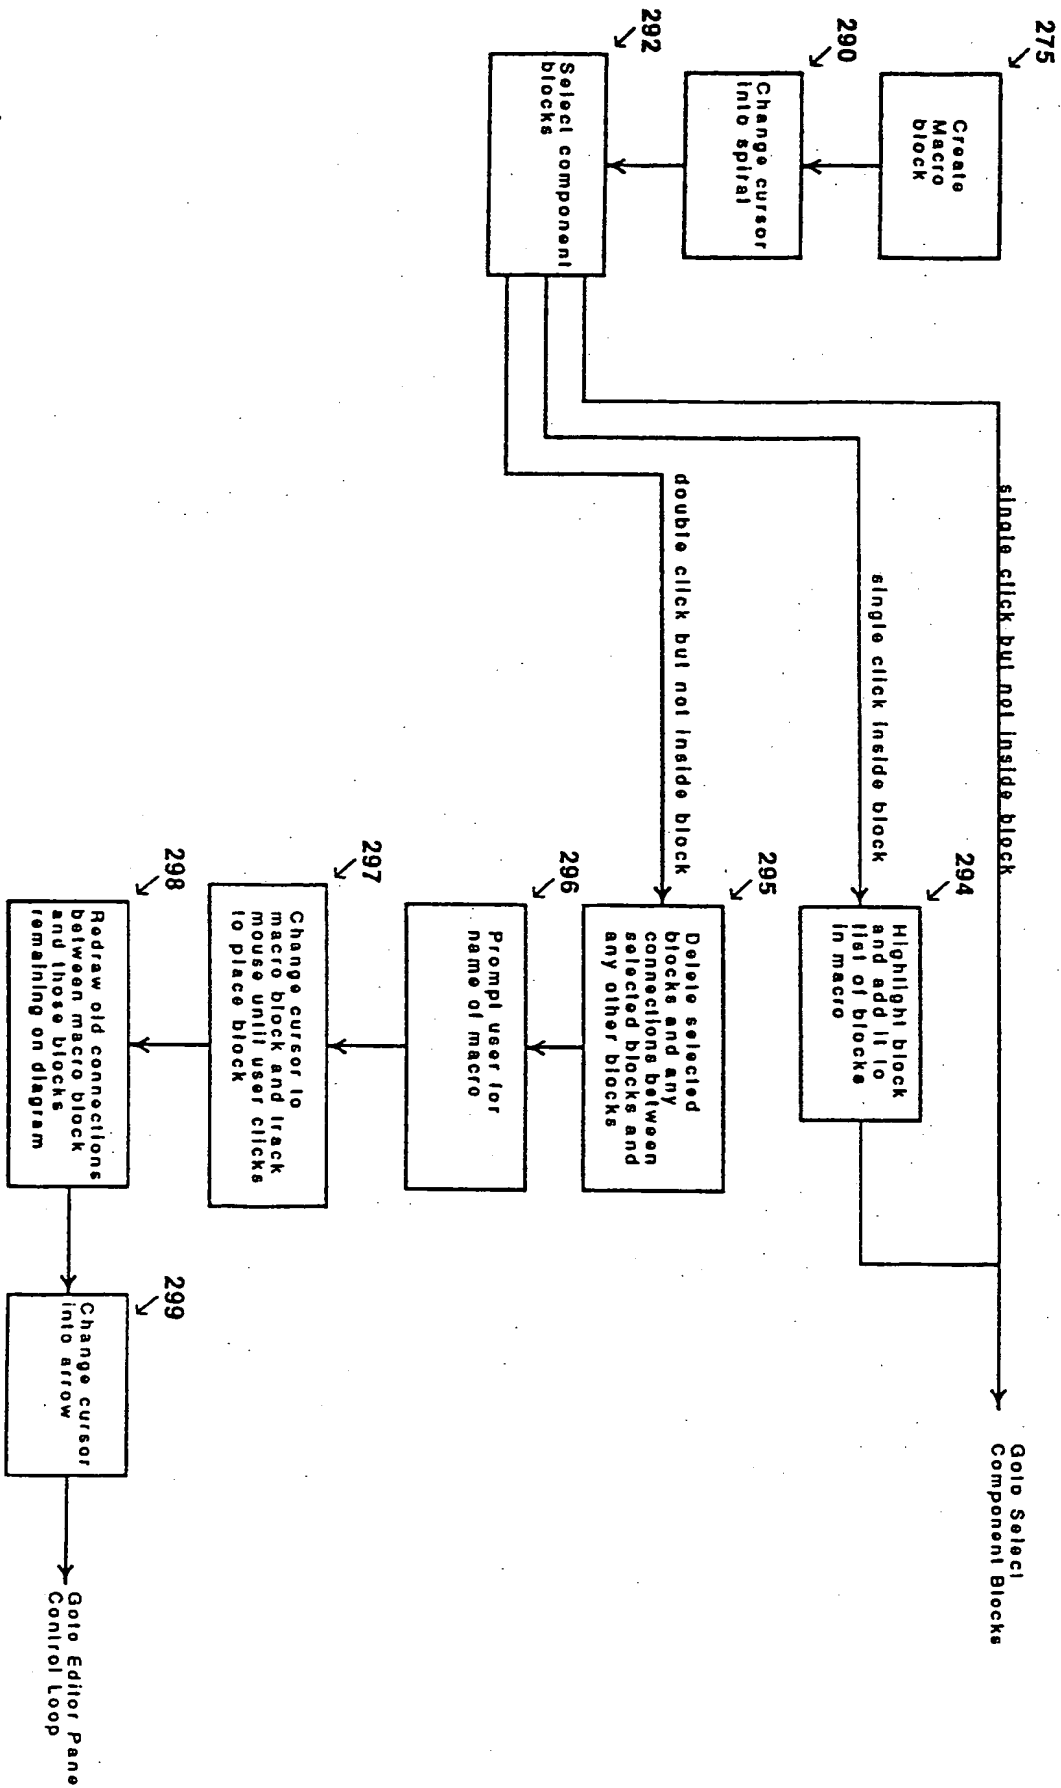 275
Create
Macro
block
290
Change cursor
into spiral
292
Select component
blocks
single click but not inside block
single click inside block
double click but not inside block
294
Highlight block
and add it to
list of blocks
in macro
Goto Select
Component Blocks
295
Delete selected
blocks and any
connections between
selected blocks and
any other blocks
296
Prompt user for
name of macro
297
Change cursor to
macro block and track
mouse until user clicks
to place block
298
Redraw old connections
between macro block
and those blocks
remaining on diagram
299
Change cursor
into arrow
Goto Editor Pane
Control Loop